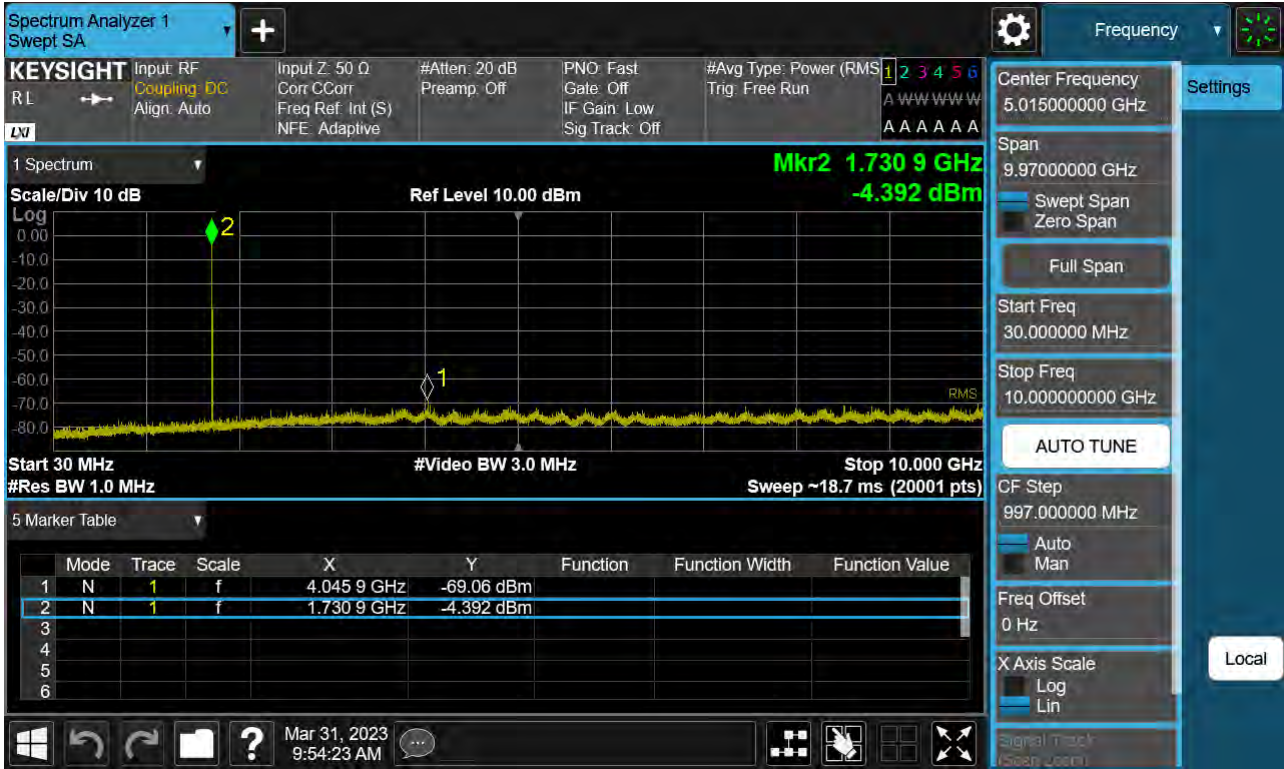 Spectrum Analyzer 1
Swept SA
+
Frequency
KEYSIGHT
RL
LXI
Input: RF
Coupling: DC
Align: Auto
Input Z: 50 Ω
Corr CCorr
Freq Ref: Int (S)
NFE: Adaptive
#Atten: 20 dB
Preamp: Off
PNO: Fast
Gate: Off
IF Gain: Low
Sig Track: Off
#Avg Type: Power (RMS
Trig: Free Run
1 2 3 4 5 6
A W W W W W
A A A A A A
1 Spectrum
Mkr2 1.730 9 GHz
-4.392 dBm
Scale/Div 10 dB
Ref Level 10.00 dBm
Log
0.00
-10.0
-20.0
-30.0
-40.0
-50.0
-60.0
-70.0
-80.0
2
1
RMS
Start 30 MHz
#Video BW 3.0 MHz
Stop 10.000 GHz
#Res BW 1.0 MHz
Sweep ~18.7 ms (20001 pts)
5 Marker Table
Mode Trace Scale X Y Function Function Width Function Value
1 N 1 f 4.045 9 GHz -69.06 dBm
2 N 1 f 1.730 9 GHz -4.392 dBm
3
4
5
6
?
Mar 31, 2023
9:54:23 AM
Center Frequency
5.015000000 GHz
Settings
Span
9.97000000 GHz
Swept Span
Zero Span
Full Span
Start Freq
30.000000 MHz
Stop Freq
10.000000000 GHz
AUTO TUNE
CF Step
997.000000 MHz
Auto
Man
Freq Offset
0 Hz
X Axis Scale
Log
Lin
Local
Signal Track
(Span Zoom)